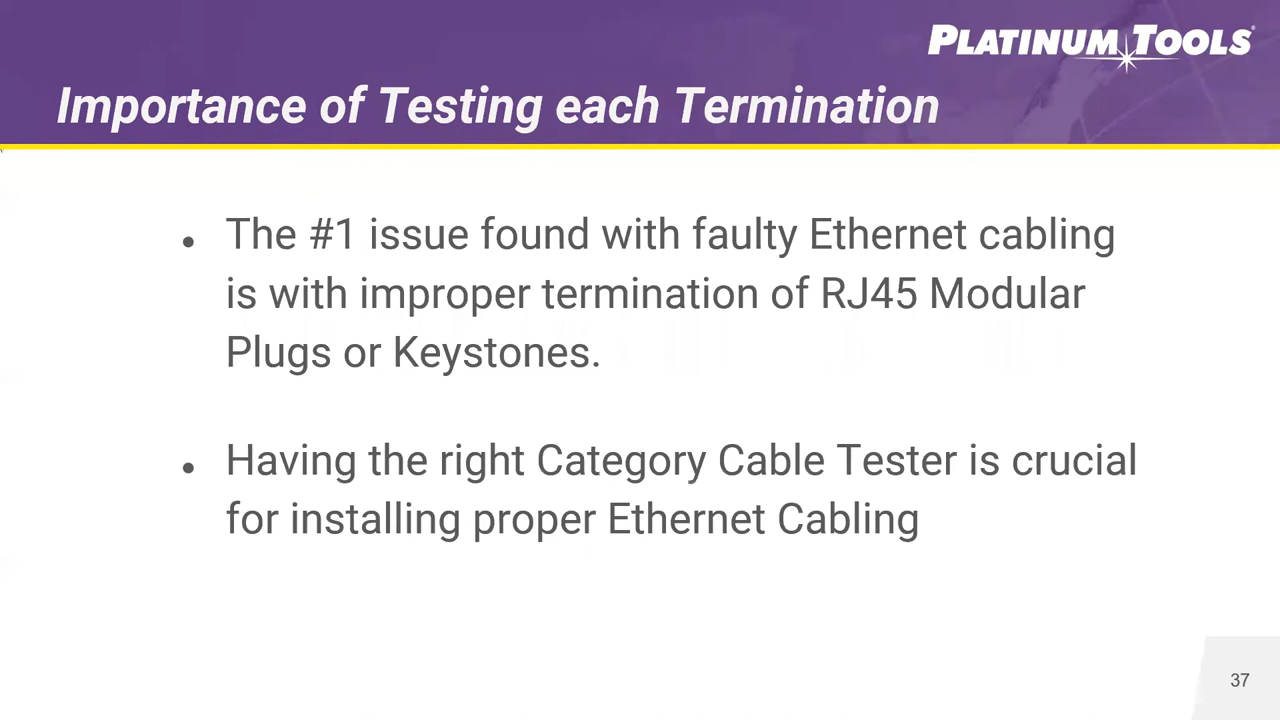 PLATINUM TOOLS
Importance of Testing each Termination
• The #1 issue found with faulty Ethernet cabling
is with improper termination of RJ45 Modular
Plugs or Keystones.
• Having the right Category Cable Tester is crucial
for installing proper Ethernet Cabling
37